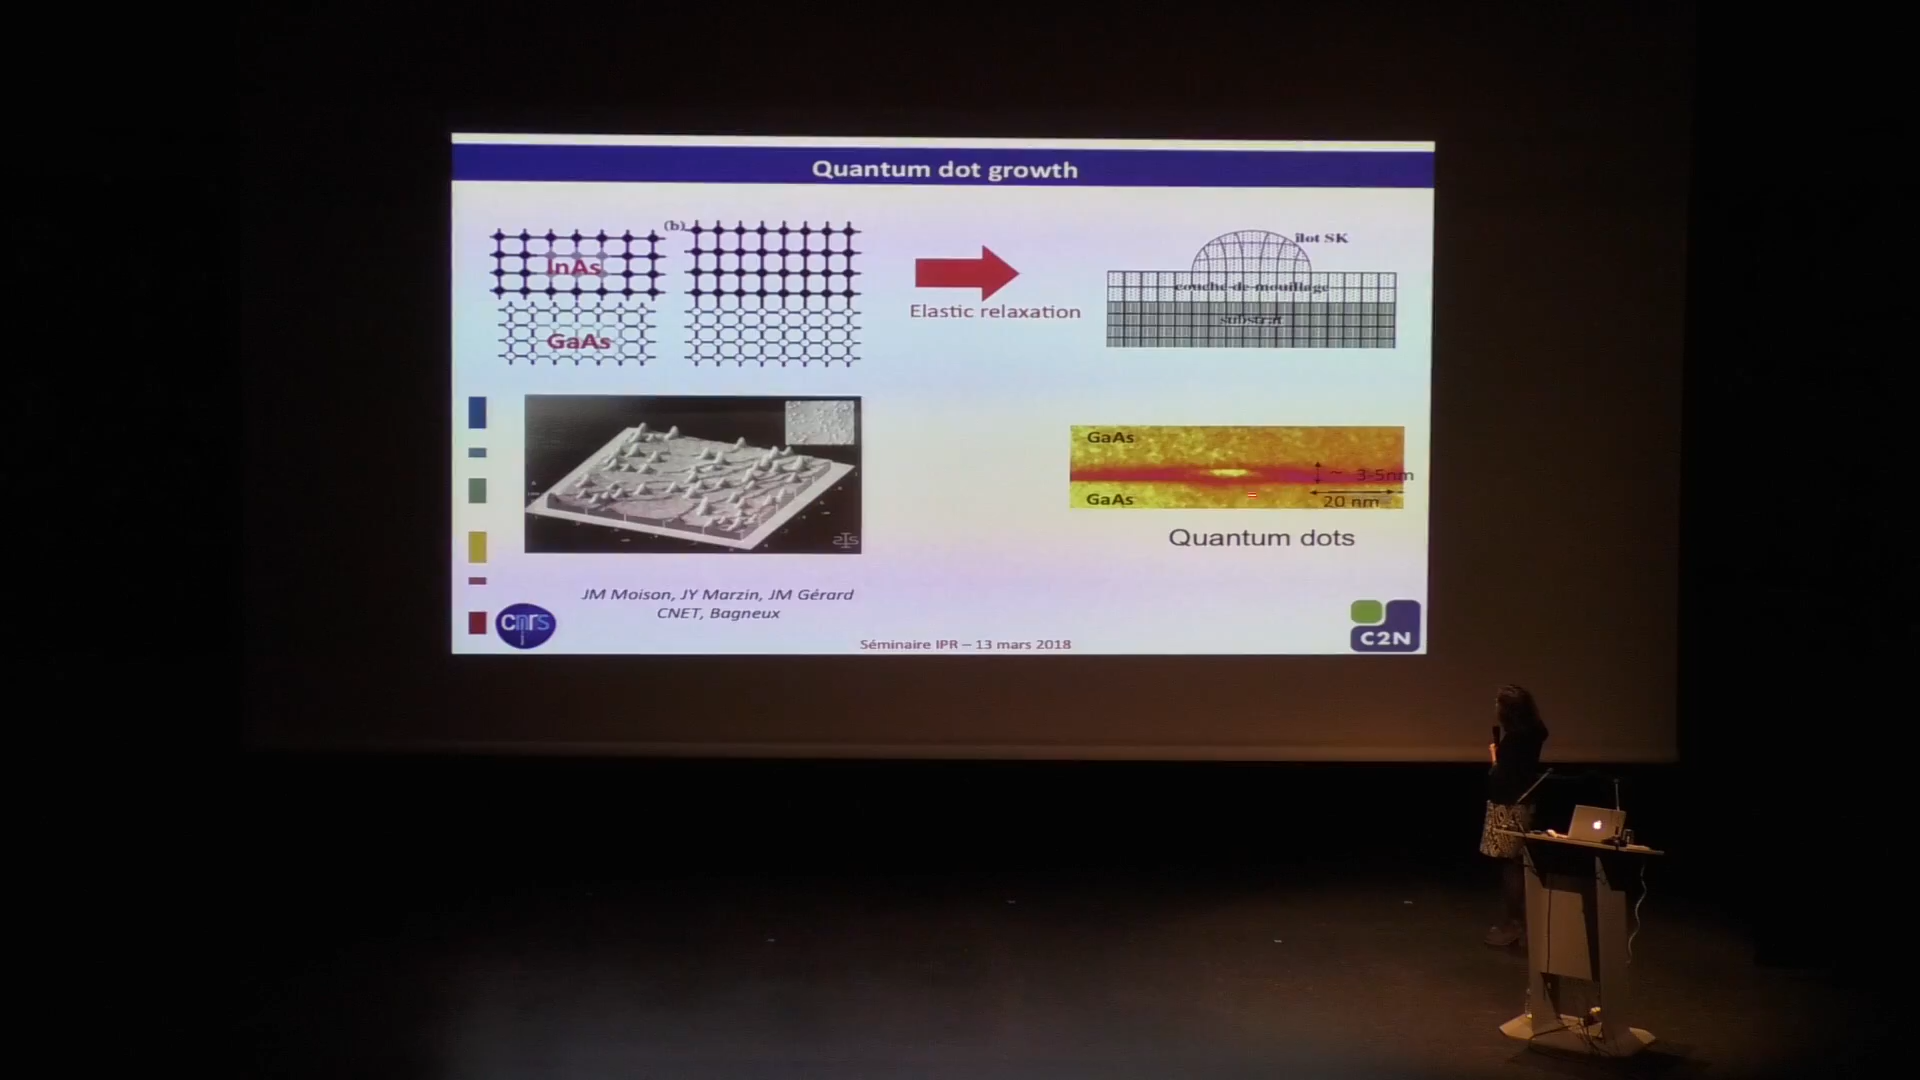 Quantum dot growth
(b)
InAs
GaAs
Elastic relaxation
îlot SK
couche de mouillage
substrat
GaAs
~ 3-5nm
GaAs
20 nm
Quantum dots
JM Moison, JY Marzin, JM Gérard
CNET, Bagneux
cnrs
Séminaire IPR – 13 mars 2018
C2N